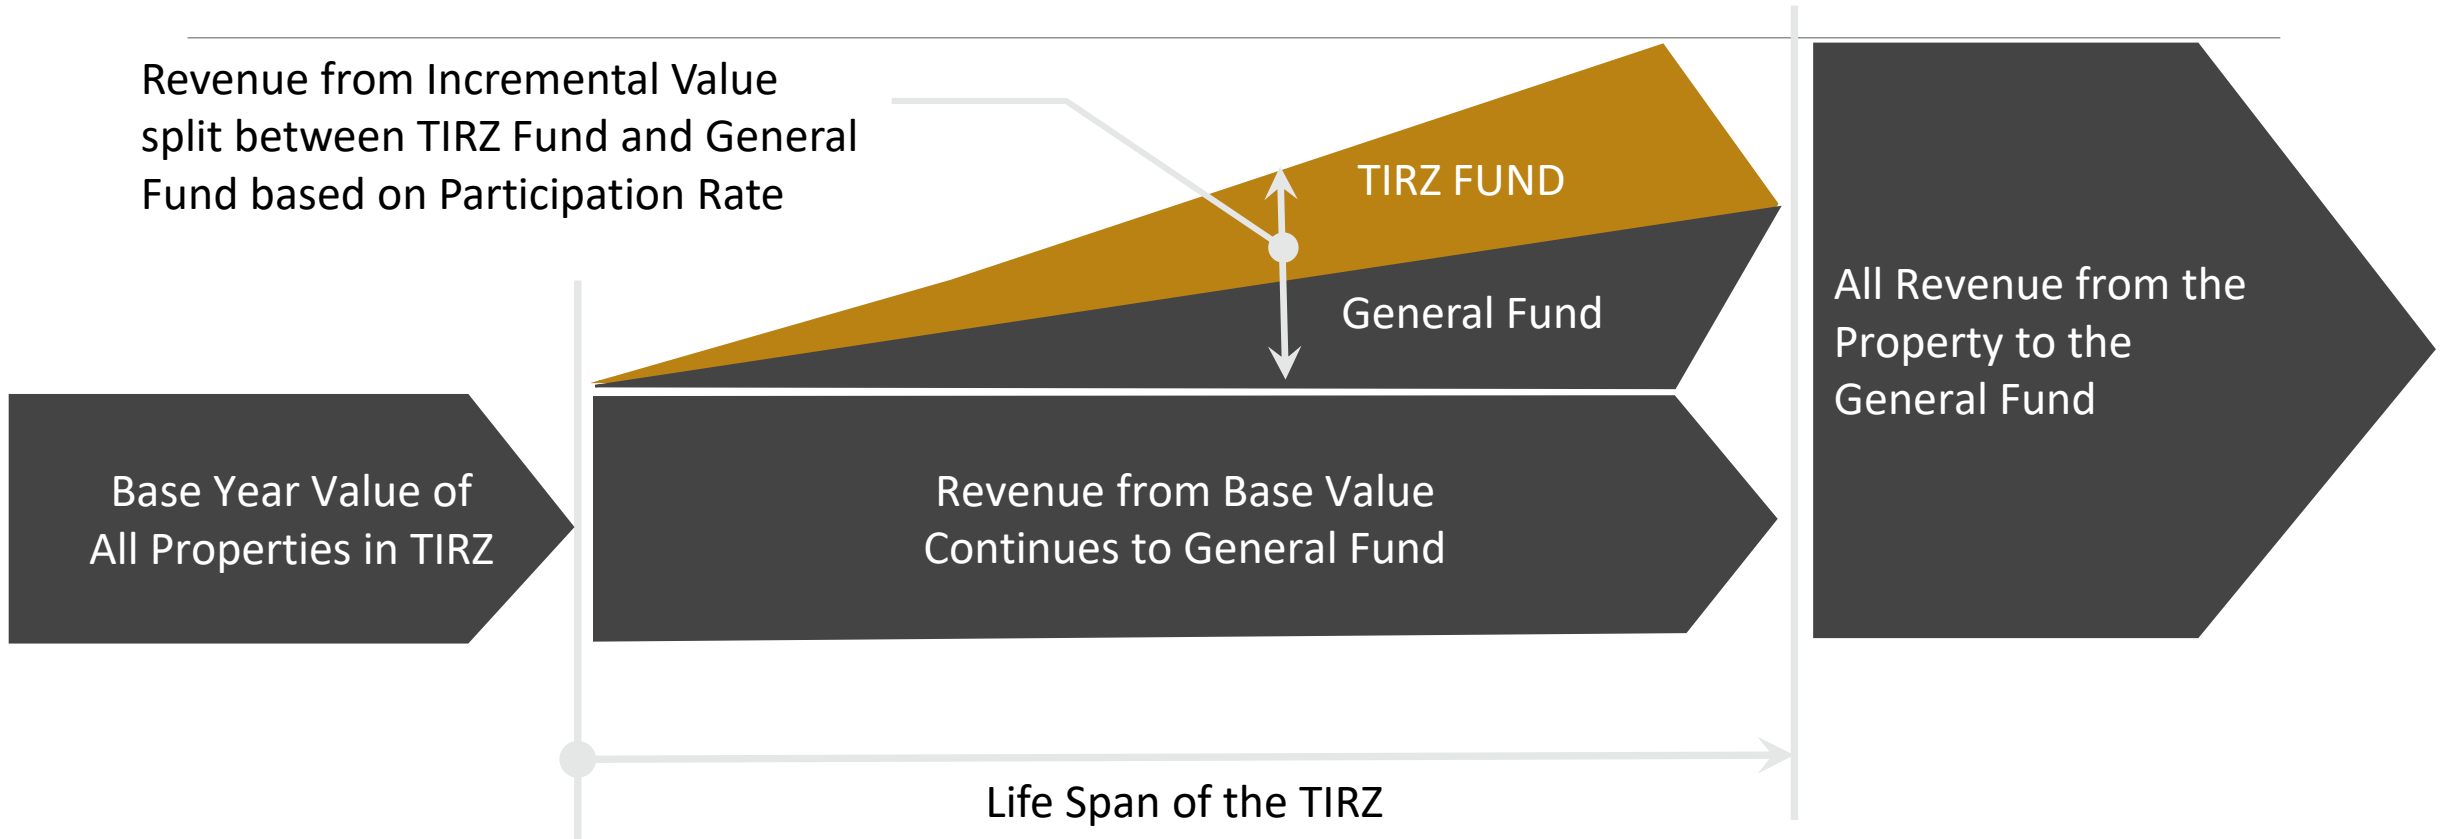 Revenue from Incremental Value
split between TIRZ Fund and General
Fund based on Participation Rate
TIRZ FUND
General Fund
All Revenue from the
Property to the
General Fund
Base Year Value of
All Properties in TIRZ
Revenue from Base Value
Continues to General Fund
Life Span of the TIRZ